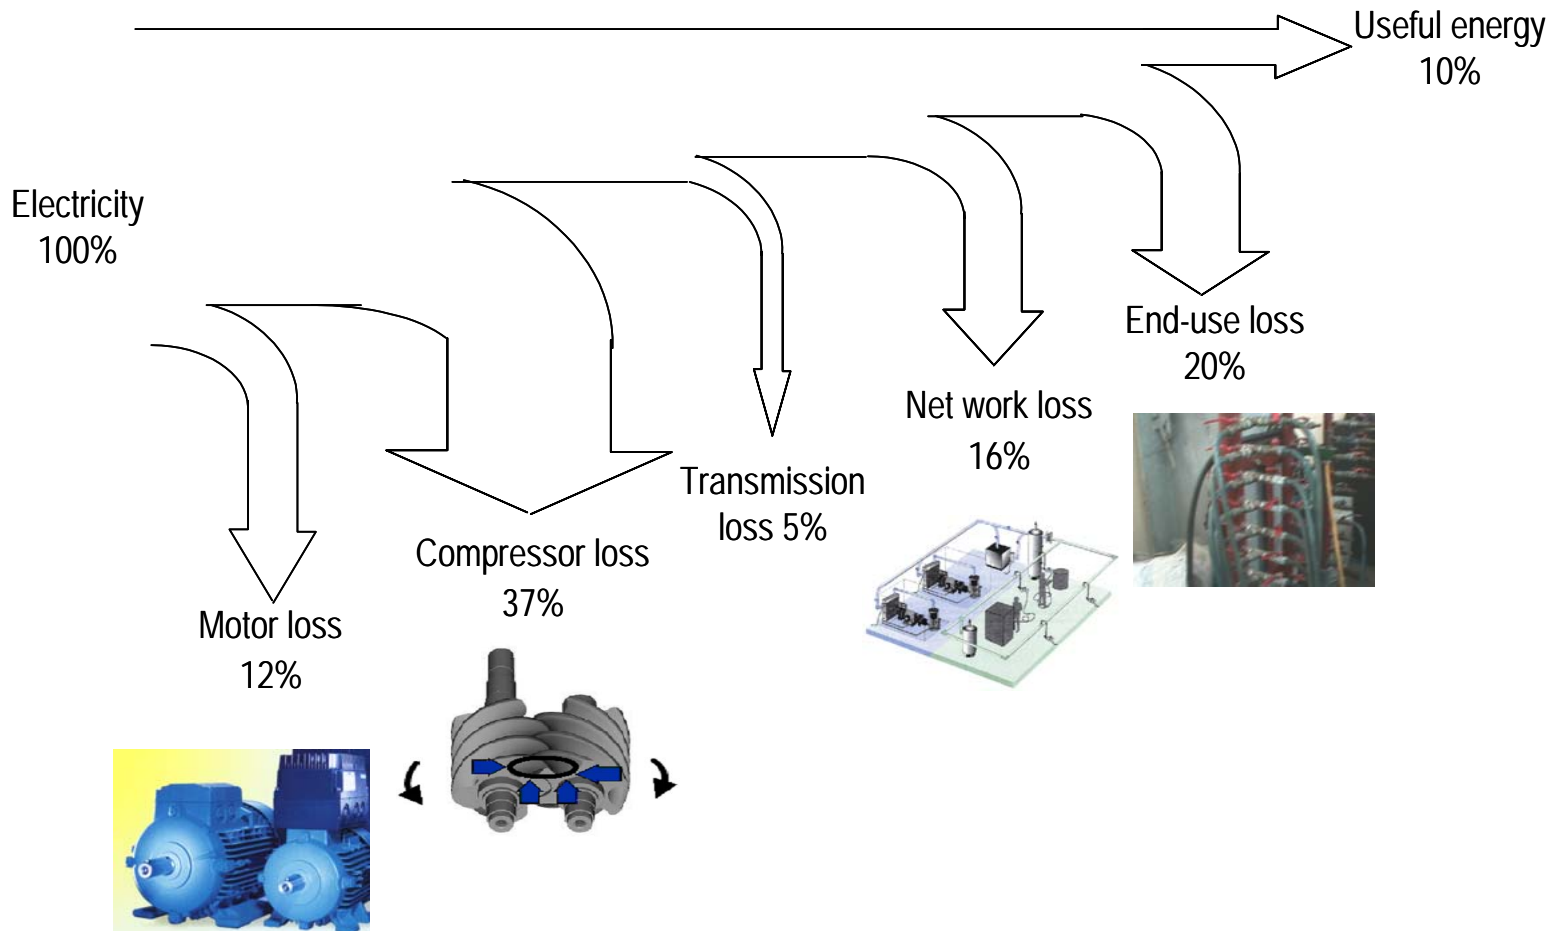 Useful energy
10%
Electricity
100%
End-use loss
20%
Net work loss
16%
Transmission
loss 5%
Compressor loss
37%
Motor loss
12%